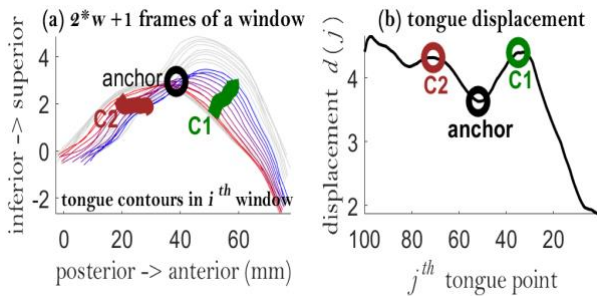 (a) 2*w +1 frames of a window
inferior -> superior
4
2
0
-2
anchor
C2
C1
tongue contours in i th window
0 20 40 60
posterior -> anterior (mm)
(b) tongue displacement
displacement d (j)
4
3
2
C2
C1
anchor
100 80 60 40 20
j th tongue point